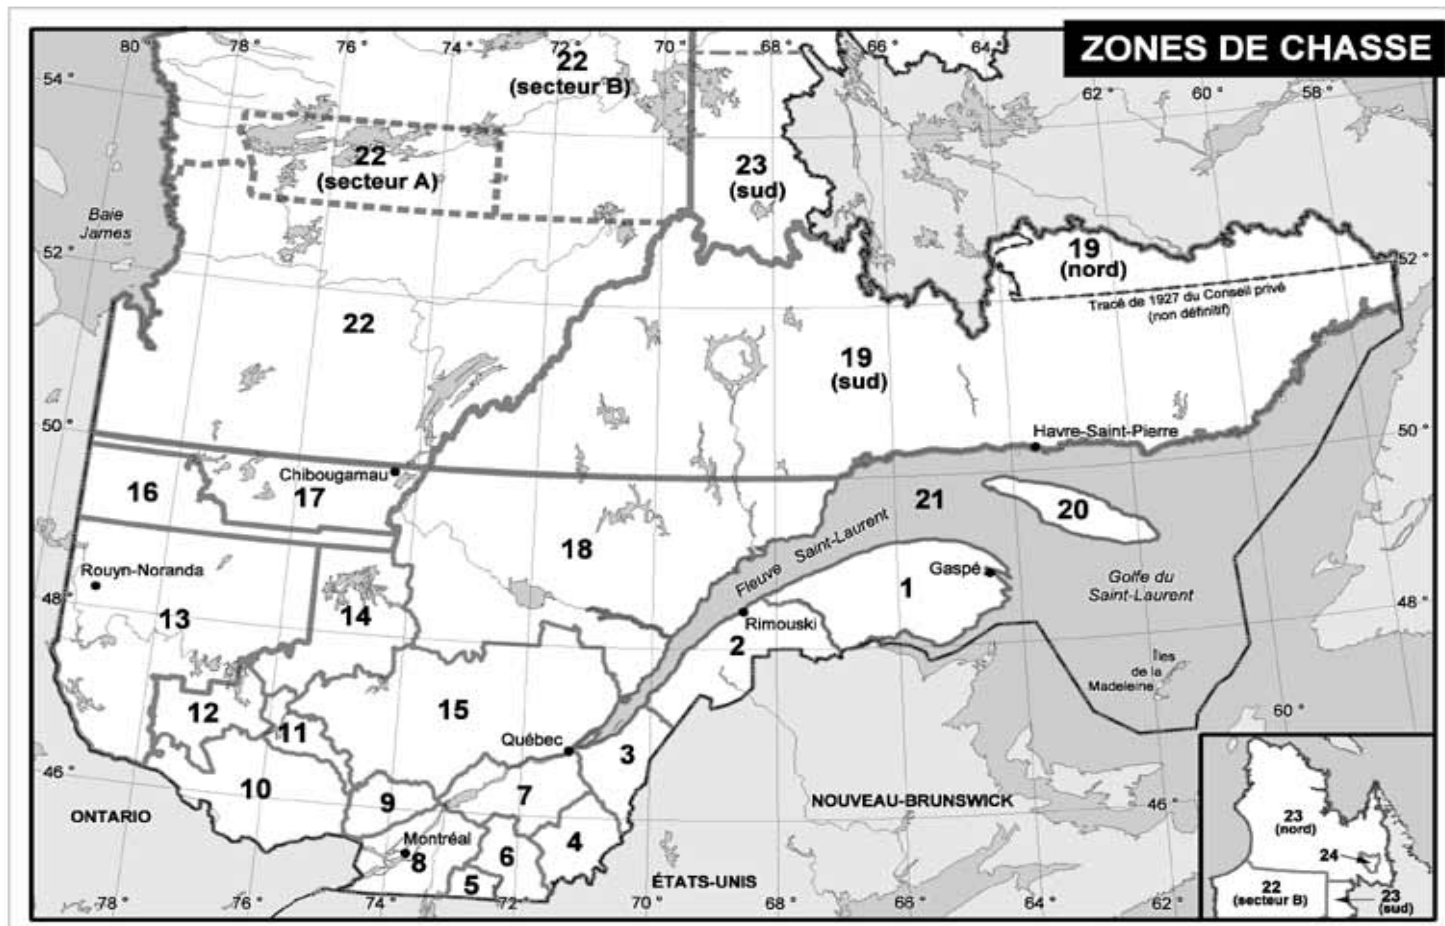 ZONES DE CHASSE
80 °
78 °
76 °
74 °
72 °
70 °
68 °
66 °
64 °
62 °
60 °
58 °
54 °
22
(secteur B)
22
(secteur A)
23
(sud)
Baie
James
52 °
19
(nord)
52 °
Tracé de 1927 du Conseil privé
(non définitif)
22
19
(sud)
50 °
Havre-Saint-Pierre
50 °
Chibougamau
16
17
21
20
18
Fleuve Saint-Laurent
Rouyn-Noranda
Gaspé
Golfe du
Saint-Laurent
48 °
13
14
1
Rimouski
2
48 °
Îles
de la
Madeleine
12
11
15
Québec
3
60 °
46 °
10
9
7
ONTARIO
NOUVEAU-BRUNSWICK
46 °
Montréal
8
6
4
5
ÉTATS-UNIS
78 °
76 °
74 °
72 °
70 °
68 °
66 °
64 °
62 °
23
(nord)
24
22
(secteur B)
23
(sud)